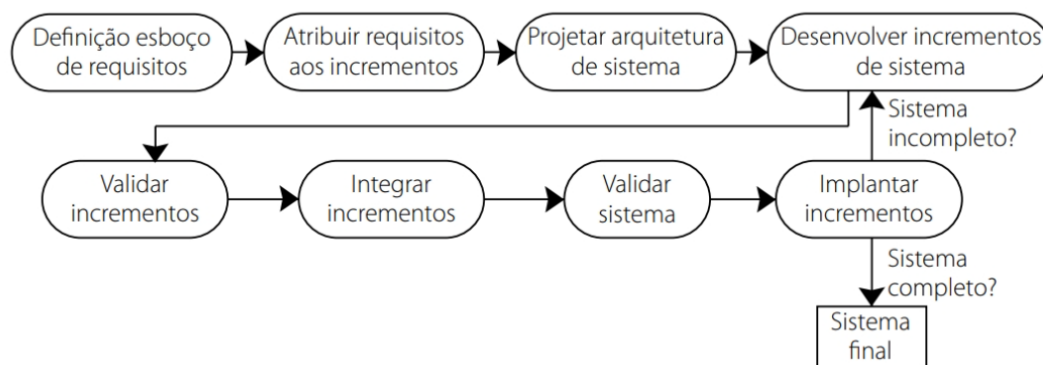 Definição esboço
de requisitos
Atribuir requisitos
aos incrementos
Projetar arquitetura
de sistema
Desenvolver incrementos
de sistema
Sistema
incompleto?
Validar
incrementos
Integrar
incrementos
Validar
sistema
Implantar
incrementos
Sistema
completo?
Sistema
final